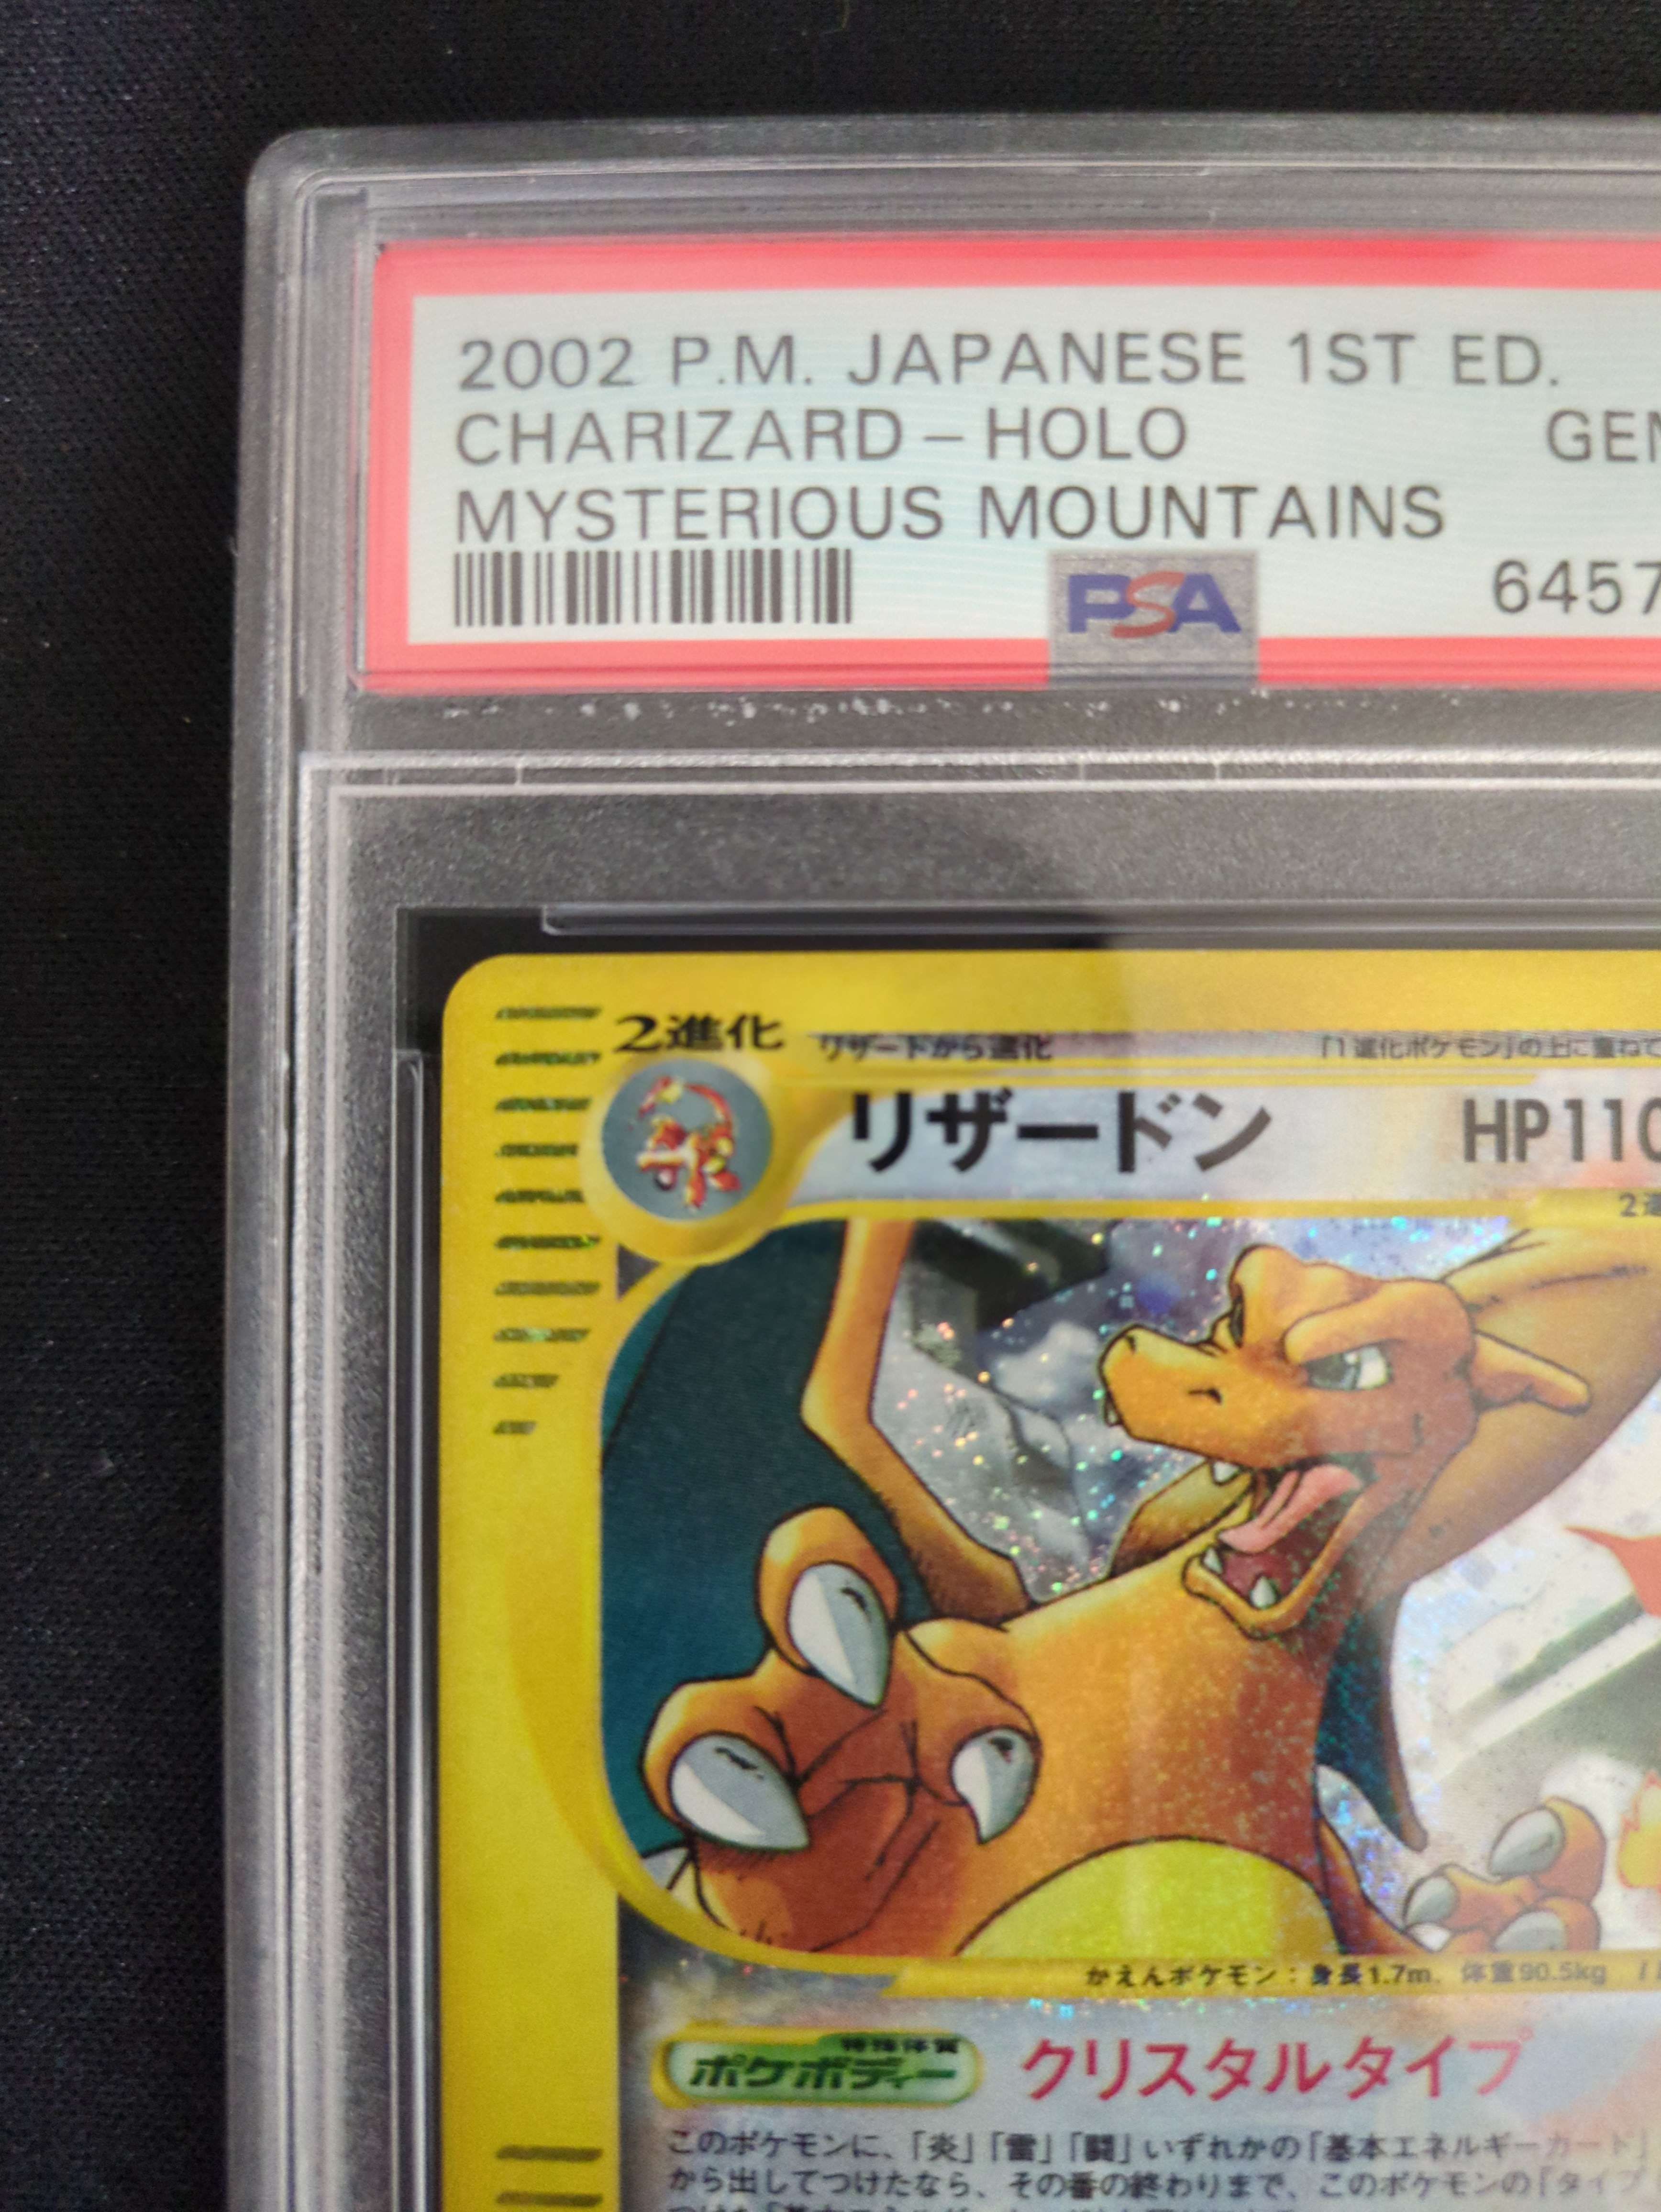 2002 P.M. JAPANESE 1ST ED.
CHARIZARD - HOLO GEM
MYSTERIOUS MOUNTAINS
PSA 6457
2進化 リザードから進化 「1進化ポケモン」の上に重ねて
リザードン HP110
かえんポケモン：身長1.7m. 体重90.5kg
特殊体質
ポケボディー クリスタルタイプ
このポケモンに、「炎」「雷」「闘」いずれかの「基本エネルギーカード」
から出してつけたなら、その番の終わりまで、このポケモンの「タイプ